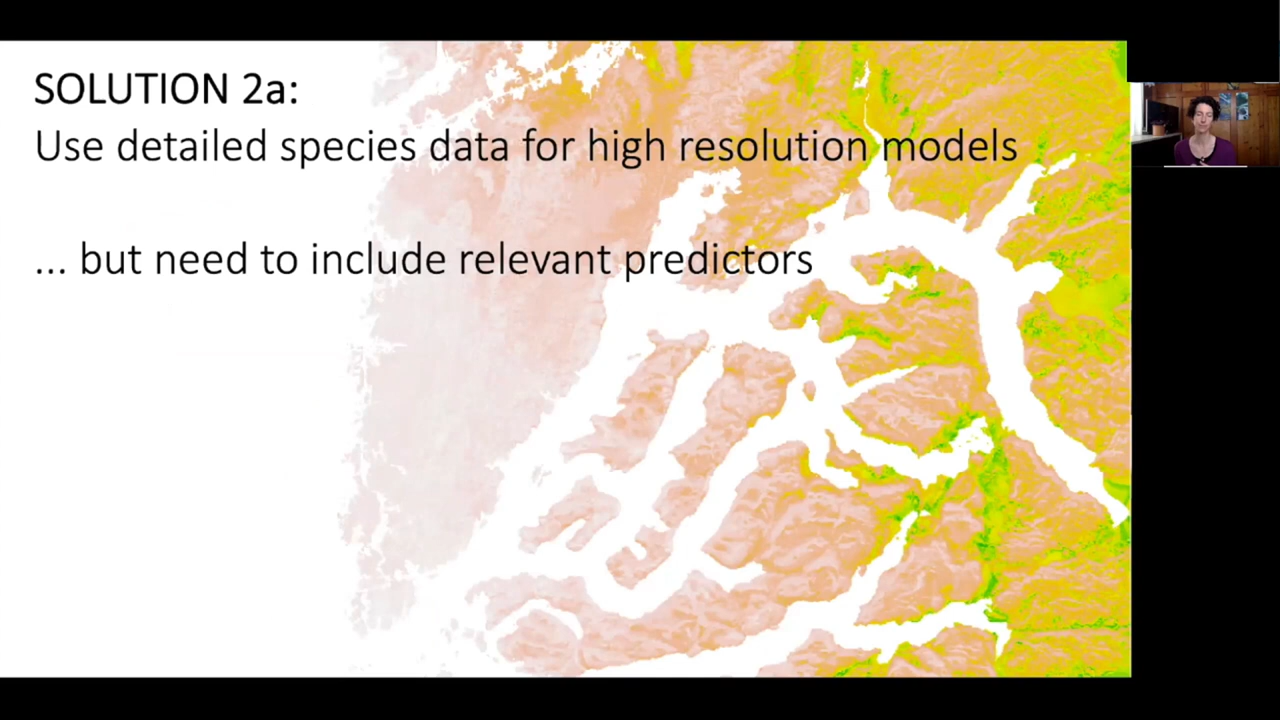 SOLUTION 2a:
Use detailed species data for high resolution models
... but need to include relevant predictors